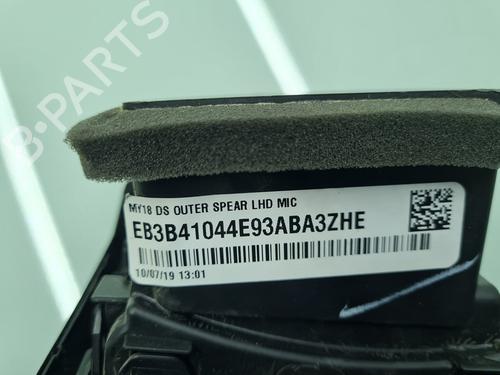 B-PARTS
MY18 DS OUTER SPEAR LHD MIC
EB3B41044E93ABA3ZHE
10/07/19 13:01